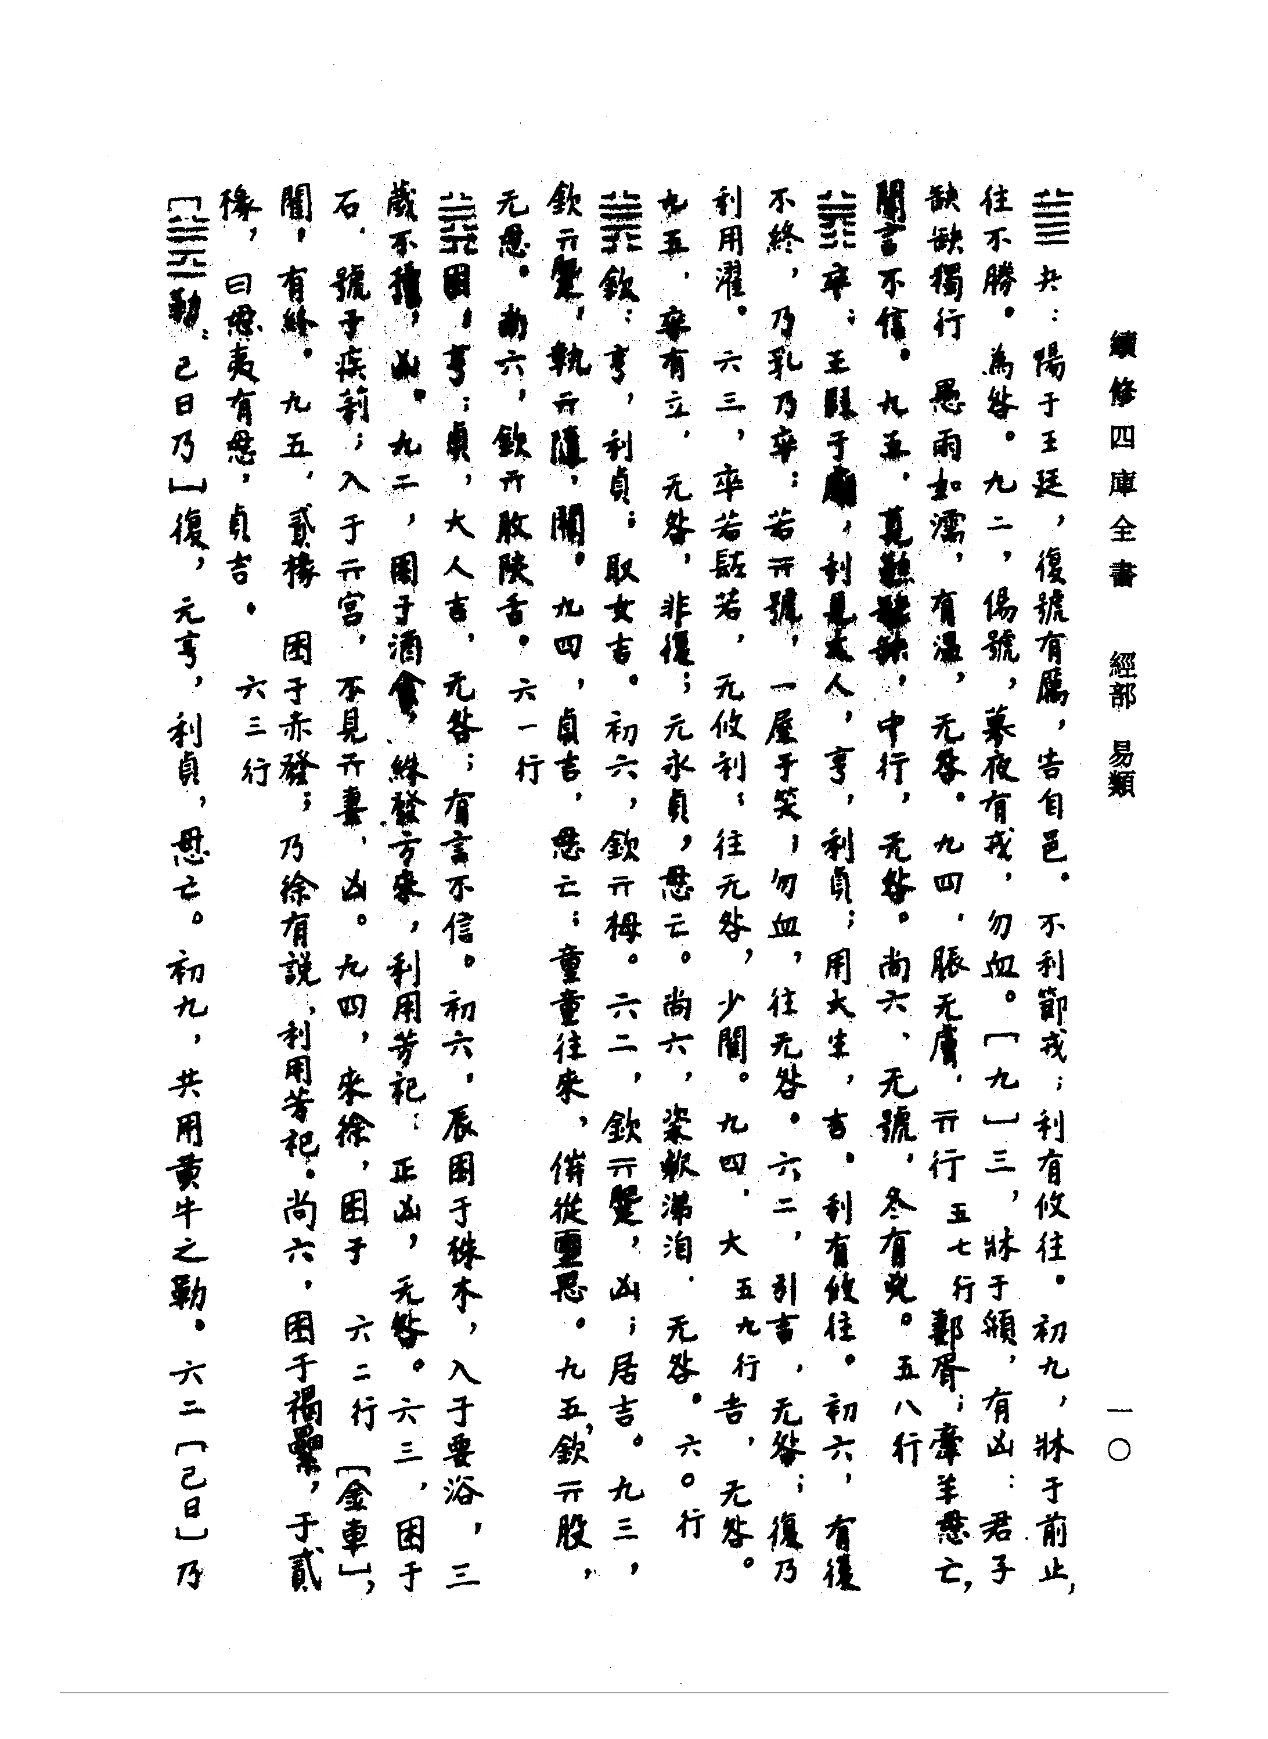 續修四庫全書　經部　易類　一〇
䷪夬：陽于王廷，復號有厲，告自邑。不利節戎；利有攸往。初九，牀于前止，
往不勝。為咎。九二，傷號，莫夜有戎，勿血。［九］三，牀于頯，有凶：君子
缺缺獨行　愚雨如濡，有溫，无咎。九四．脤无膚．亓行　五七行　鄀胥；牽羊悬亡，
聞言不信。九五．莧缺缺，中行，无咎。尚六、无號．冬有兇。五八行
䷬卒；王叚于廟，利見大人，亨，利貞；用大生，吉．利有攸往。初六，有復
不終，乃乳乃卒；若亓號，一屋于笑；勿血，往无咎。六二，引吉，无咎；復乃
利用濯。六三，卒若𩑺若，无攸利；往无咎，少閵。九四．大　五九行　吉，无咎。
九五．卒有立．无咎，非復；元永貞，悬亡。尚六，粢欷涕洎．无咎。六〇行
䷞欽：亨，利貞；取女吉。初六，欽亓栂。六二，欽亓，凶；居吉。九三，
欽亓，執亓隨，閵。九四，貞吉，悬亡；童童往來，傰從壐思。九五，欽亓股，
无悬。尚六，欽亓㪉陜舌。六一行
䷮困，亨；貞，大人吉．无咎；有言不信。初六．辰困于株木，入于要浴，三
歲不，凶。九二，困于酒食，絑發方來，利用芳祀：正凶，无咎。六三．困于
石．號于疾莉；入于亓宮，不見亓妻、凶。九四，來徐，困于　六二行　［金車］，
閵，有終。九五．貳椽　困于赤發；乃徐有説，利用芳祀。尚六，困于褐纍，于貳
椽，曰悬夷有悬，貞吉。六三行
［䷰勒：己日乃］復，元亨，利貞，悬亡。初九，共用黃牛之勒。六二［己日］乃